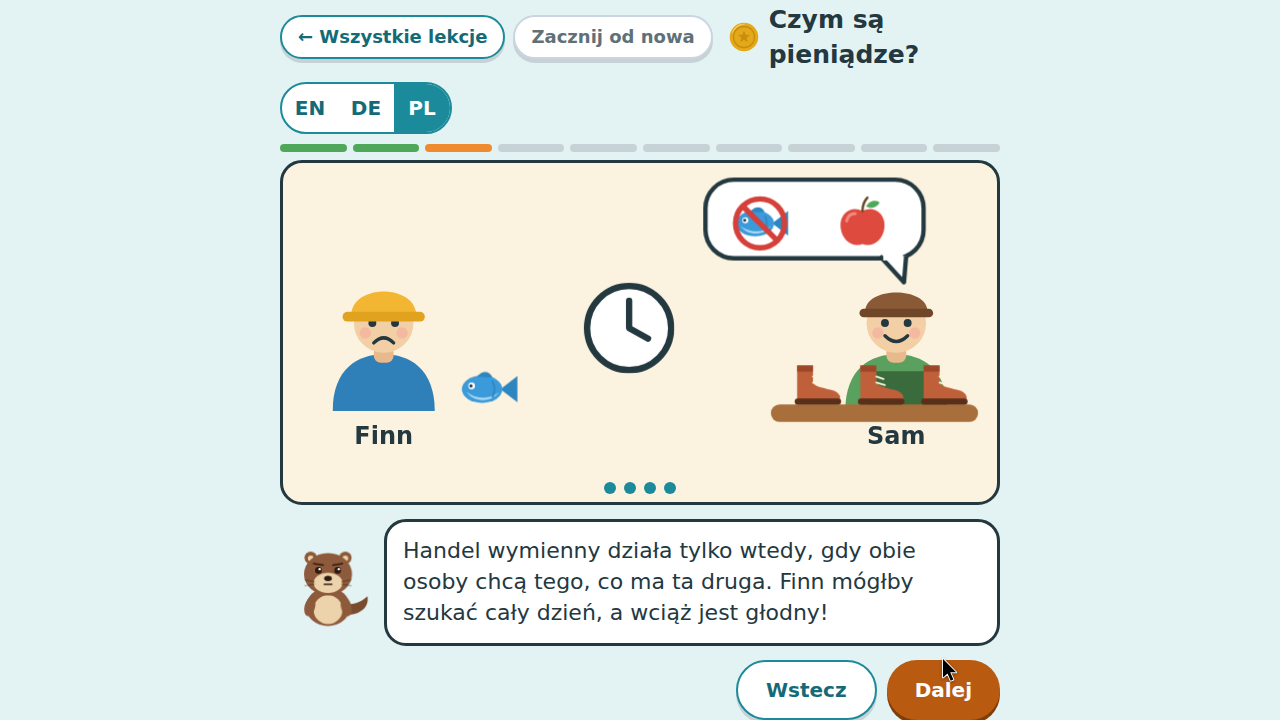 ← Wszystkie lekcje
Zacznij od nowa
Czym są
pieniądze?
EN DE PL
Finn
Sam
Handel wymienny działa tylko wtedy, gdy obie
osoby chcą tego, co ma ta druga. Finn mógłby
szukać cały dzień, a wciąż jest głodny!
Wstecz
Dalej